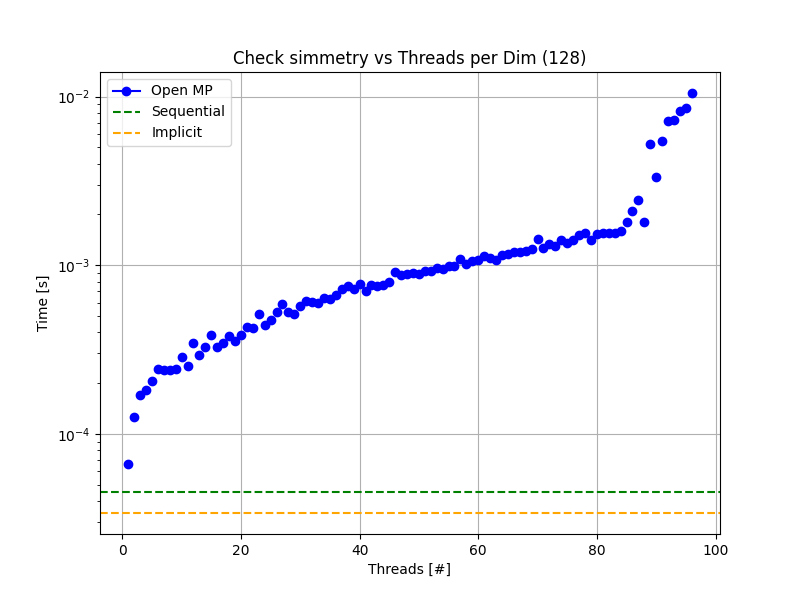 Check simmetry vs Threads per Dim (128)
Open MP
Sequential
Implicit
Time [s]
10⁻²
10⁻³
10⁻⁴
0 20 40 60 80 100
Threads [#]